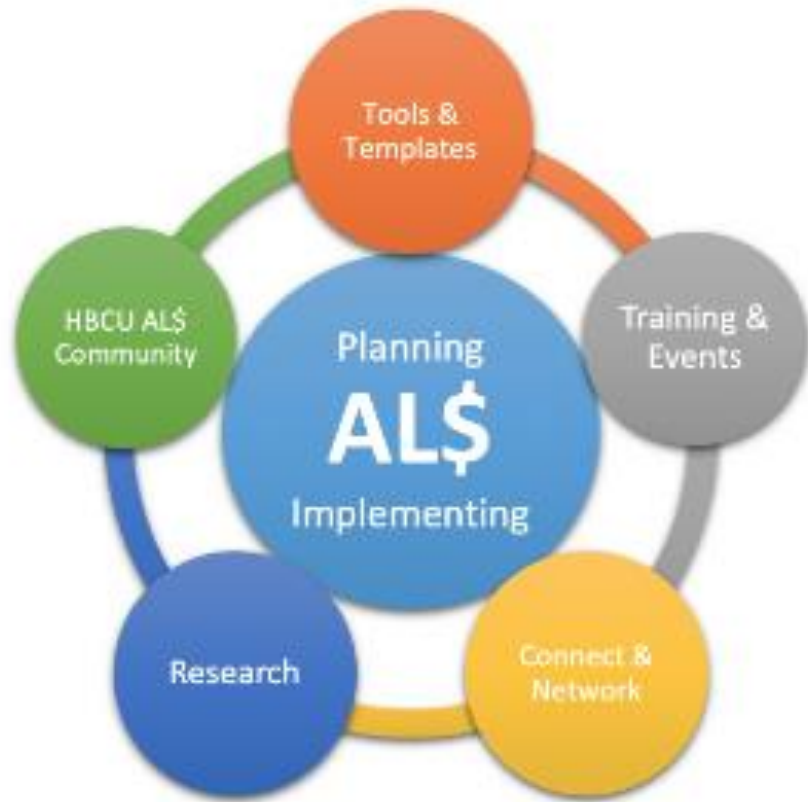 Tools &
Templates
Training &
Events
Connect &
Network
Research
HBCU AL$
Community
Planning
AL$
Implementing